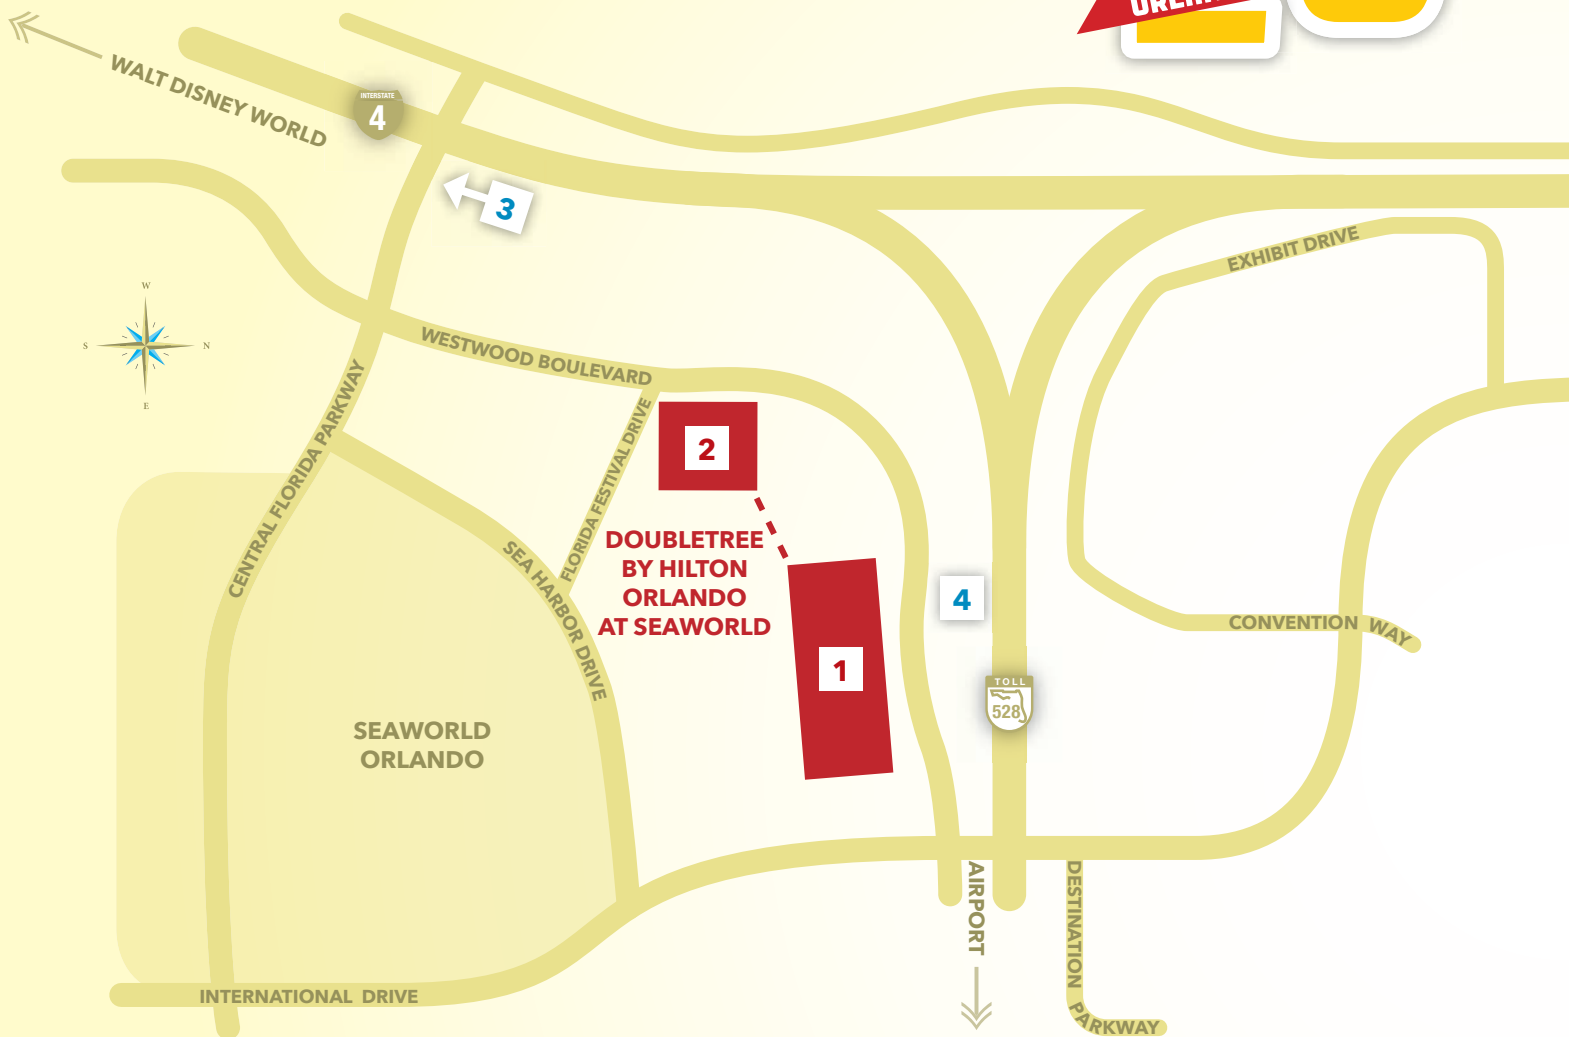 WALT DISNEY WORLD
INTERSTATE
4
3
EXHIBIT DRIVE
W
S
N
E
WESTWOOD BOULEVARD
CENTRAL FLORIDA PARKWAY
FLORIDA FESTIVAL DRIVE
2
DOUBLETREE
BY HILTON
ORLANDO
AT SEAWORLD
SEA HARBOR DRIVE
4
1
CONVENTION WAY
TOLL
528
SEAWORLD
ORLANDO
AIRPORT
DESTINATION PARKWAY
INTERNATIONAL DRIVE